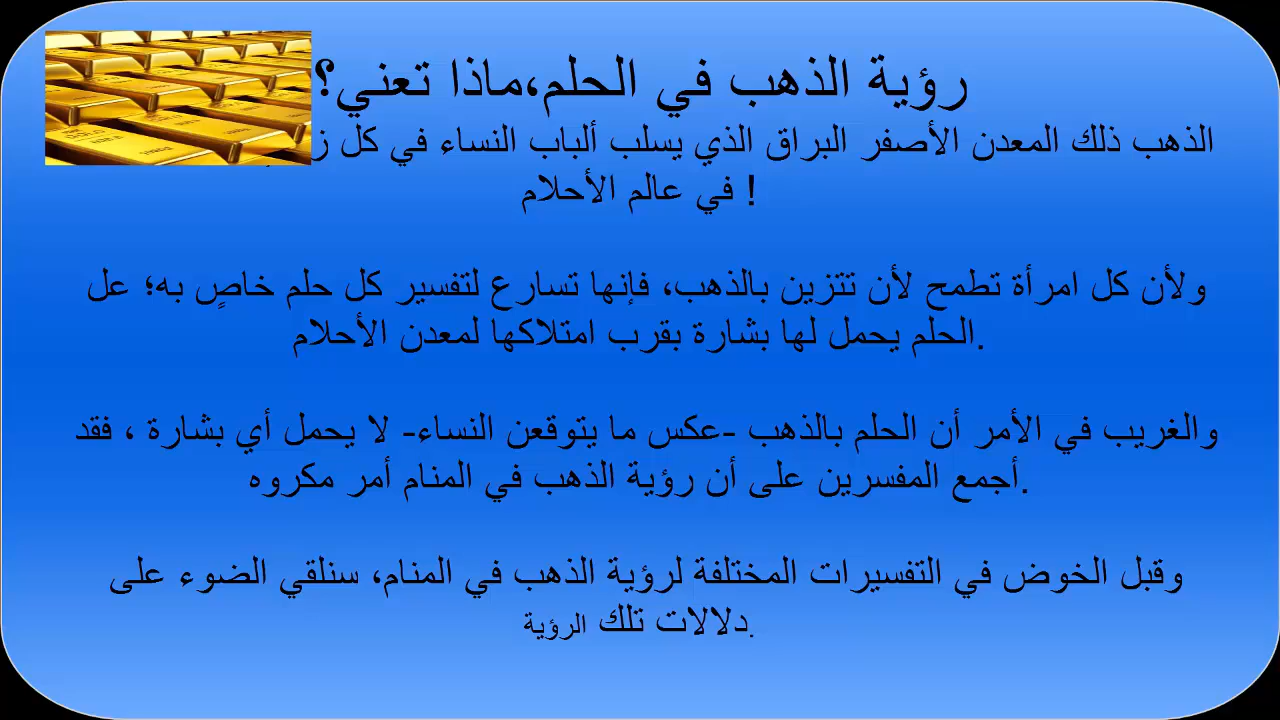 رؤية الذهب في الحلم،ماذا تعني؟
الذهب ذلك المعدن الأصفر البراق الذي يسلب ألباب النساء في كل
في عالم الأحلام !
ولأن كل امرأة تطمح لأن تتزين بالذهب، فإنها تسارع لتفسير كل حلم خاصٍ به؛ عل
الحلم يحمل لها بشارة بقرب امتلاكها لمعدن الأحلام.
والغريب في الأمر أن الحلم بالذهب -عكس ما يتوقعن النساء- لا يحمل أي بشارة ، فقد
أجمع المفسرين على أن رؤية الذهب في المنام أمر مكروه.
وقبل الخوض في التفسيرات المختلفة لرؤية الذهب في المنام، سنلقي الضوء على
دلالات تلك الرؤية.